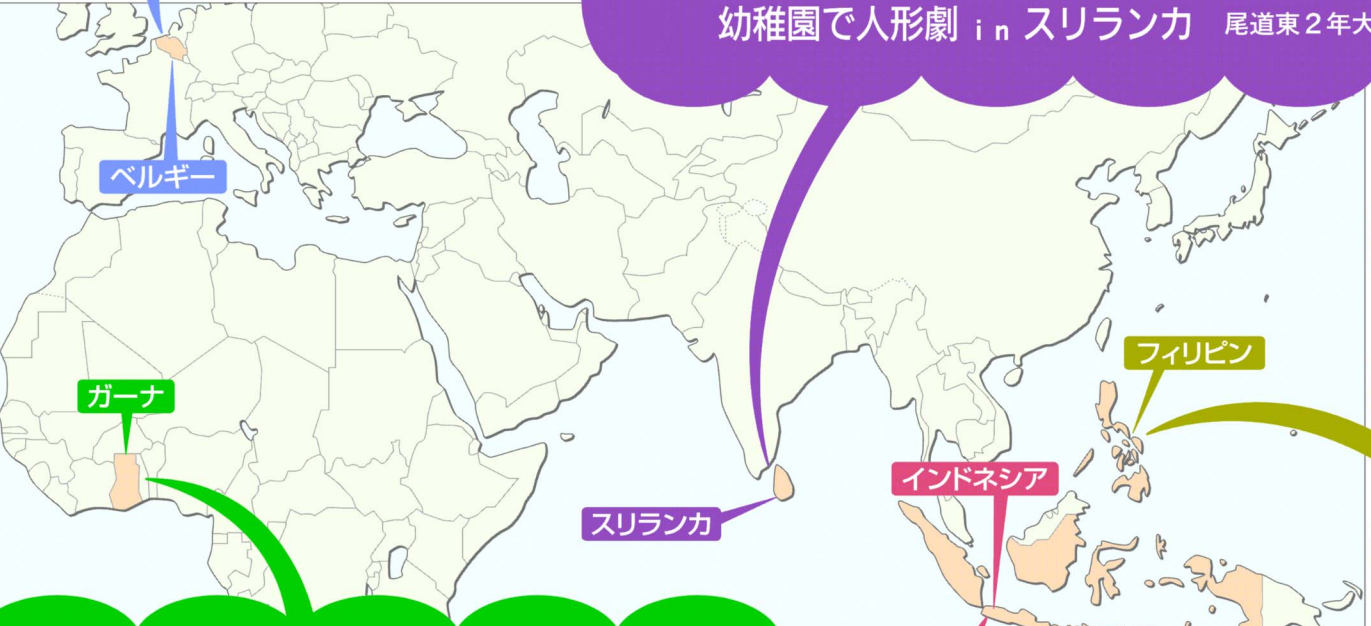 幼稚園で人形劇 in スリランカ 尾道東2年大
ベルギー
フィリピン
ガーナ
インドネシア
スリランカ